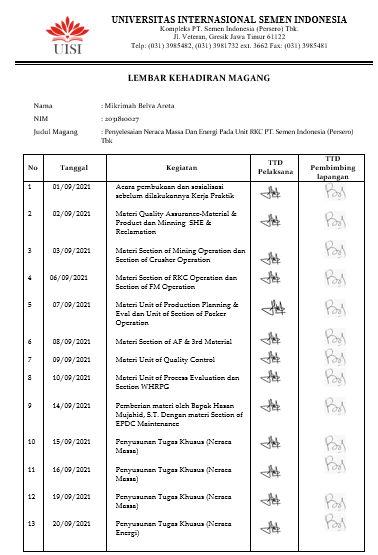 UISI
UNIVERSITAS INTERNASIONAL SEMEN INDONESIA
Kompleks PT. Semen Indonesia (Persero) Tbk.
Jl. Veteran, Gresik Jawa Timur 61122
Telp: (031) 3985482, (031) 3981732 ext. 3662 Fax: (031) 3985481
LEMBAR KEHADIRAN MAGANG
Nama : Mikrimah Belva Areta
NIM : 2031810027
Judul Magang : Penyelesaian Neraca Massa Dan Energi Pada Unit RKC PT. Semen Indonesia (Persero)
Tbk
No Tanggal Kegiatan TTD Pelaksana TTD Pembimbing lapangan
1 01/09/2021 Acara pembukaan dan sosialisasi
sebelum dilakukannya Kerja Praktik
2 02/09/2021 Materi Quality Assurance-Material &
Product dan Minning SHE &
Reclamation
3 03/09/2021 Materi Section of Mining Operation dan
Section of Crusher Operation
4 06/09/2021 Materi Section of RKC Operation dan
Section of FM Operation
5 07/09/2021 Materi Unit of Production Planning &
Eval dan Unit of Section of Packer
Operation
6 08/09/2021 Materi Section of AF & 3rd Material
7 09/09/2021 Materi Unit of Quality Control
8 10/09/2021 Materi Unit of Process Evaluation dan
Section WHRPG
9 14/09/2021 Pemberian materi oleh Bapak Hasan
Mujahid, S.T. Dengan materi Section of
EPDC Maintenance
10 15/09/2021 Penyusunan Tugas Khusus (Neraca
Massa)
11 16/09/2021 Penyusunan Tugas Khusus (Neraca
Massa)
12 19/09/2021 Penyusunan Tugas Khusus (Neraca
Massa)
13 20/09/2021 Penyusunan Tugas Khusus (Neraca
Energi)